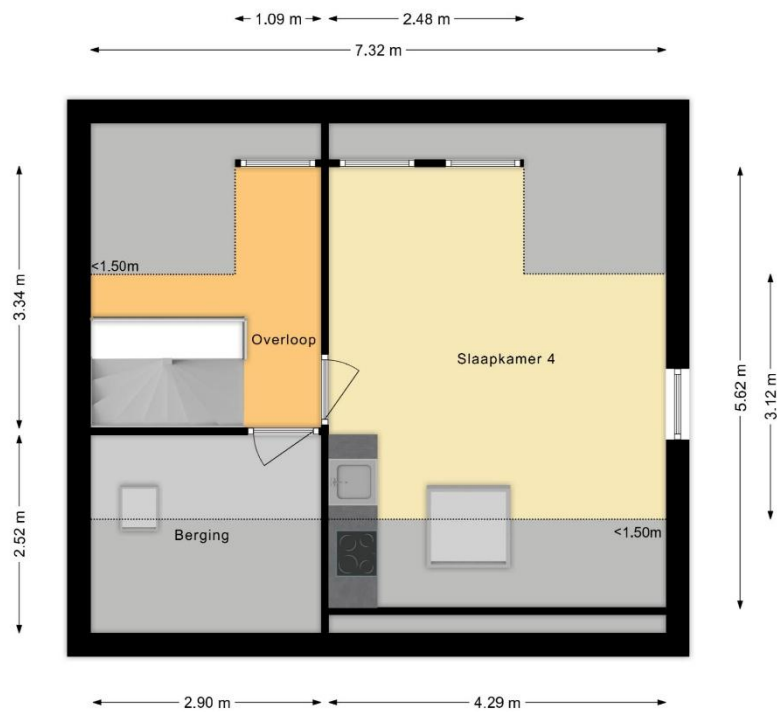 1.09 m
2.48 m
7.32 m
<1.50m
3.34 m
Overloop
Slaapkamer 4
5.62 m
3.12 m
2.52 m
Berging
<1.50m
2.90 m
4.29 m